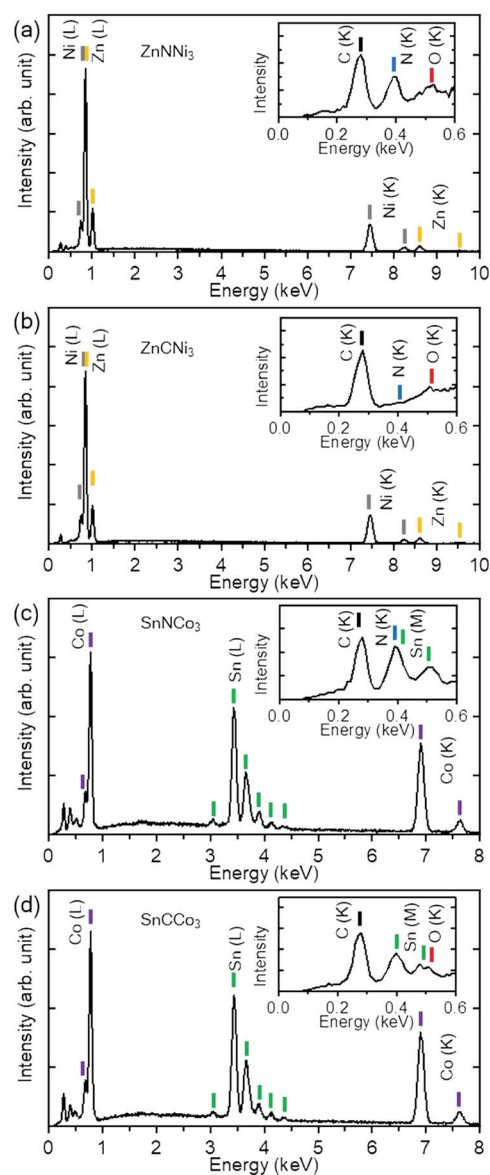 (a)
ZnNNi₃
Ni (L)
Zn (L)
Ni (K)
Zn (K)
Intensity (arb. unit)
0 1 2 3 4 5 6 7 8 9 10
Energy (keV)
C (K)
N (K)
O (K)
Intensity
0.0 0.2 0.4 0.6
Energy (keV)
(b)
ZnCNi₃
Ni (L)
Zn (L)
Ni (K)
Zn (K)
Intensity (arb. unit)
0 1 2 3 4 5 6 7 8 9 10
Energy (keV)
C (K)
N (K)
O (K)
Intensity
0.0 0.2 0.4 0.6
Energy (keV)
(c)
SnNCo₃
Co (L)
Sn (L)
Co (K)
Intensity (arb. unit)
0 1 2 3 4 5 6 7 8
Energy (keV)
C (K)
N (K)
Sn (M)
Intensity
0.0 0.2 0.4 0.6
Energy (keV)
(d)
SnCCo₃
Co (L)
Sn (L)
Co (K)
Intensity (arb. unit)
0 1 2 3 4 5 6 7 8
Energy (keV)
C (K)
Sn (M)
O (K)
Intensity
0.0 0.2 0.4 0.6
Energy (keV)